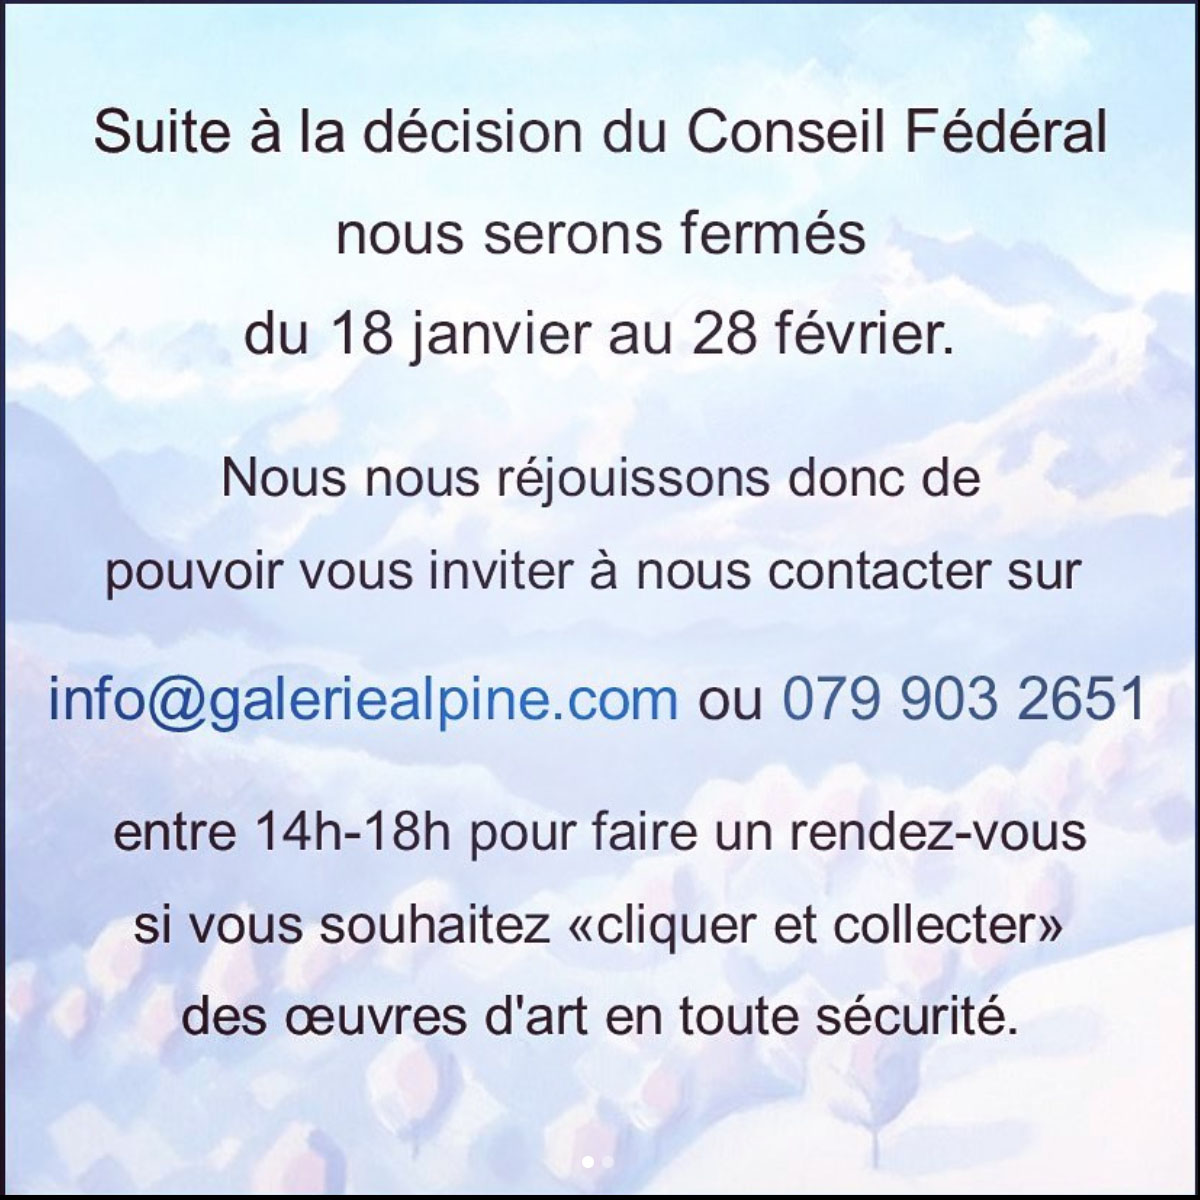 Suite à la décision du Conseil Fédéral
nous serons fermés
du 18 janvier au 28 février.
Nous nous réjouissons donc de
pouvoir vous inviter à nous contacter sur
info@galeriealpine.com ou 079 903 2651
entre 14h-18h pour faire un rendez-vous
si vous souhaitez «cliquer et collecter»
des œuvres d'art en toute sécurité.